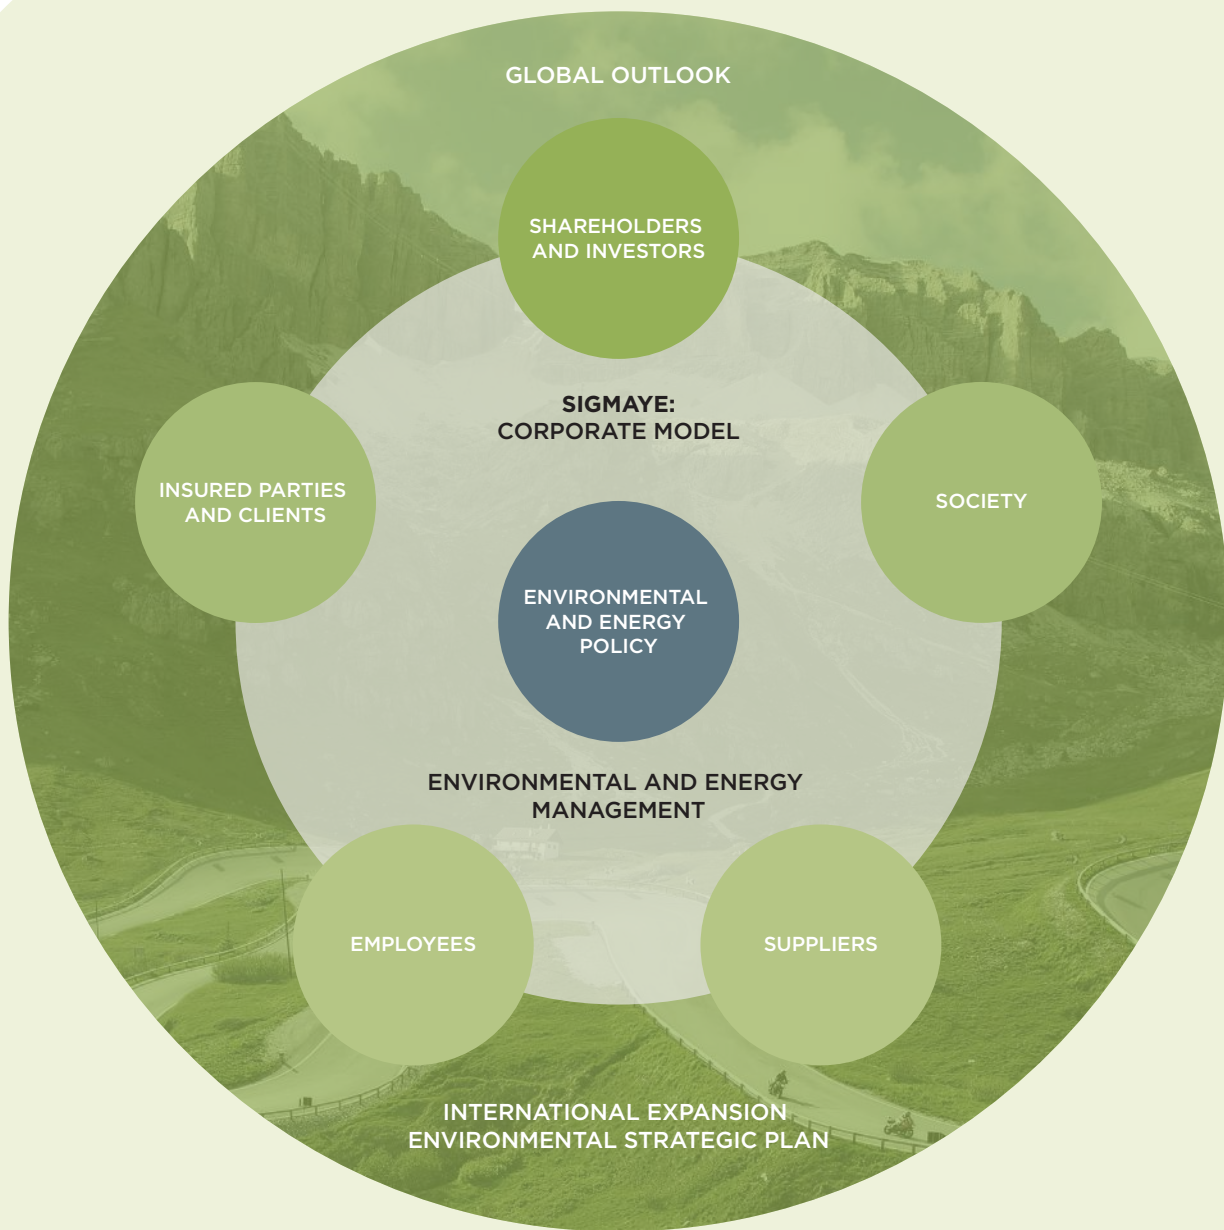 GLOBAL OUTLOOK
SHAREHOLDERS
AND INVESTORS
SIGMAYE:
CORPORATE MODEL
INSURED PARTIES
AND CLIENTS
SOCIETY
ENVIRONMENTAL
AND ENERGY
POLICY
ENVIRONMENTAL AND ENERGY
MANAGEMENT
EMPLOYEES
SUPPLIERS
INTERNATIONAL EXPANSION
ENVIRONMENTAL STRATEGIC PLAN